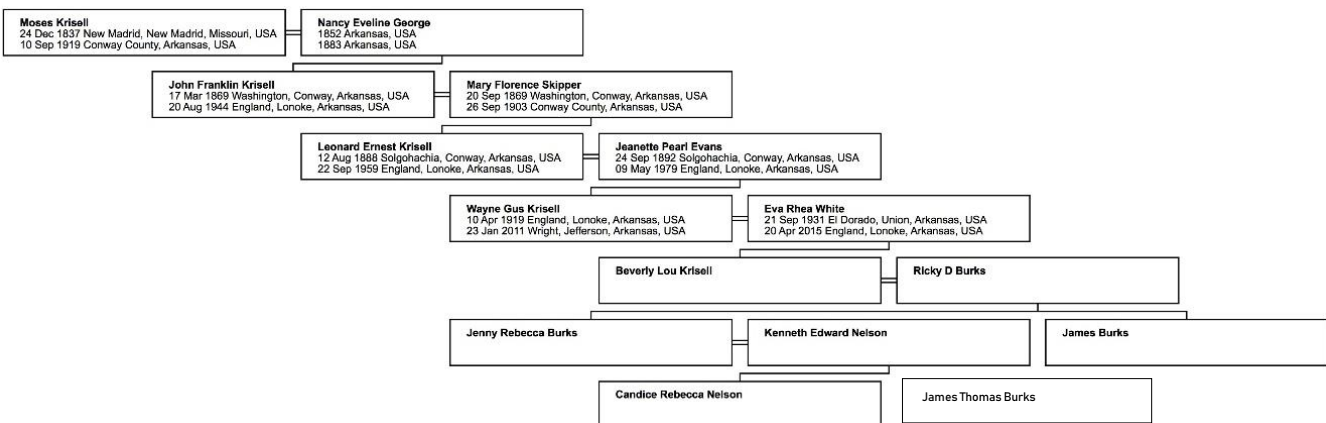 Moses Krisell
24 Dec 1837 New Madrid, New Madrid, Missouri, USA
10 Sep 1919 Conway County, Arkansas, USA
Nancy Eveline George
1852 Arkansas, USA
1883 Arkansas, USA
John Franklin Krisell
17 Mar 1869 Washington, Conway, Arkansas, USA
20 Aug 1944 England, Lonoke, Arkansas, USA
Mary Florence Skipper
20 Sep 1869 Washington, Conway, Arkansas, USA
26 Sep 1903 Conway County, Arkansas, USA
Leonard Ernest Krisell
12 Aug 1888 Solgohachia, Conway, Arkansas, USA
22 Sep 1959 England, Lonoke, Arkansas, USA
Jeanette Pearl Evans
24 Sep 1892 Solgohachia, Conway, Arkansas, USA
09 May 1979 England, Lonoke, Arkansas, USA
Wayne Gus Krisell
10 Apr 1919 England, Lonoke, Arkansas, USA
23 Jan 2011 Wright, Jefferson, Arkansas, USA
Eva Rhea White
21 Sep 1931 El Dorado, Union, Arkansas, USA
20 Apr 2015 England, Lonoke, Arkansas, USA
Beverly Lou Krisell
Ricky D Burks
Jenny Rebecca Burks
Kenneth Edward Nelson
James Burks
Candice Rebecca Nelson
James Thomas Burks